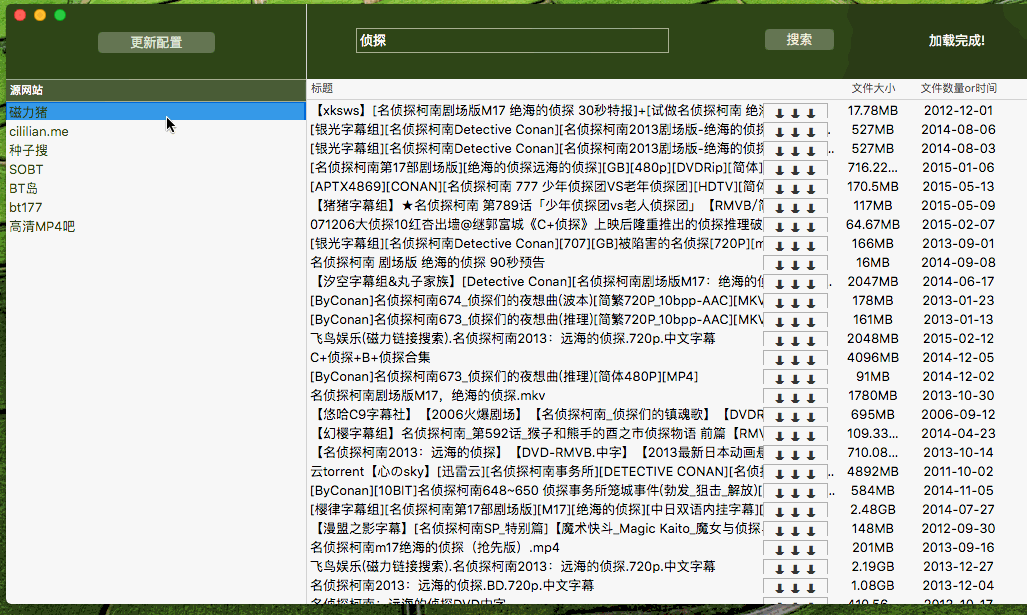 更新配置
侦探
搜索
加载完成!
源网站
标题 文件大小 文件数量or时间
磁力猪
cililian.me
种子搜
SOBT
BT岛
bt177
高清MP4吧
【xksws】[名侦探柯南剧场版M17 绝海的侦探 30秒特报]+[试做名侦探柯南 绝 17.78MB 2012-12-01
[银光字幕组][名侦探柯南Detective Conan][名侦探柯南2013剧场版-绝海的侦探 527MB 2014-08-06
[银光字幕组][名侦探柯南Detective Conan][名侦探柯南2013剧场版-绝海的侦探 .. 527MB 2014-08-03
[名侦探柯南第17部剧场版][绝海的侦探远海的侦探][GB][480p][DVDRip][简体] 716.22... 2015-01-06
[APTX4869][CONAN][名侦探柯南 777 少年侦探团VS老年侦探团][HDTV][简体 170.5MB 2015-05-13
【猪猪字幕组】★名侦探柯南 第789话「少年侦探团vs老人侦探团」【RMVB/简 117MB 2015-05-09
071206大侦探10红杏出墙@继郭富城《C+侦探》上映后隆重推出的侦探推理破 64.67MB 2015-02-07
[银光字幕组][名侦探柯南Detective Conan][707][GB]被陷害的名侦探[720P][m 166MB 2013-09-01
名侦探柯南 剧场版 绝海的侦探 90秒预告 16MB 2014-09-08
【汐空字幕组&丸子家族】[Detective Conan][名侦探柯南剧场版M17：绝海的侦 . 2047MB 2014-06-17
[ByConan]名侦探柯南674_侦探们的夜想曲(波本)[简繁720P_10bpp-AAC][MKV 178MB 2013-01-23
[ByConan]名侦探柯南673_侦探们的夜想曲(推理)[简繁720P_10bpp-AAC][MKV 161MB 2013-01-13
飞鸟娱乐(磁力链接搜索).名侦探柯南2013：远海的侦探.720p.中文字幕 2048MB 2015-02-12
C+侦探+B+侦探合集 4096MB 2014-12-05
[ByConan]名侦探柯南673_侦探们的夜想曲(推理)[简体480P][MP4] 91MB 2014-12-02
名侦探柯南剧场版M17，绝海的侦探.mkv 1780MB 2013-10-30
【悠哈C9字幕社】【2006火爆剧场】【名侦探柯南_侦探们的镇魂歌】【DVDR 695MB 2006-09-12
【幻樱字幕组】名侦探柯南_第592话_猴子和熊手的酉之市侦探物语 前篇【RMV 109.33... 2014-04-23
【名侦探柯南2013：远海的侦探】【DVD-RMVB.中字】【2013最新日本动画悬 710.08... 2013-10-14
云torrent【心のsky】[迅雷云][名侦探柯南事务所][DETECTIVE CONAN][名侦探 .. 4892MB 2011-10-02
[ByConan][10BIT]名侦探柯南648~650 侦探事务所笼城事件(勃发_狙击_解放)[ .. 584MB 2014-11-05
[樱律字幕组][名侦探柯南第17部剧场版][M17][绝海的侦探][中日双语内挂字幕][ 2.48GB 2014-07-27
【漫盟之影字幕】[名侦探柯南SP_特别篇]【魔术快斗_Magic Kaito_魔女与侦探 148MB 2012-09-30
名侦探柯南m17绝海的侦探（抢先版）.mp4 201MB 2013-09-16
飞鸟娱乐(磁力链接搜索).名侦探柯南2013：远海的侦探.720p.中文字幕 2.19GB 2013-12-27
名侦探柯南2013：远海的侦探.BD.720p.中文字幕 1.08GB 2013-12-04
名侦探柯南：远海的侦探DVD中字